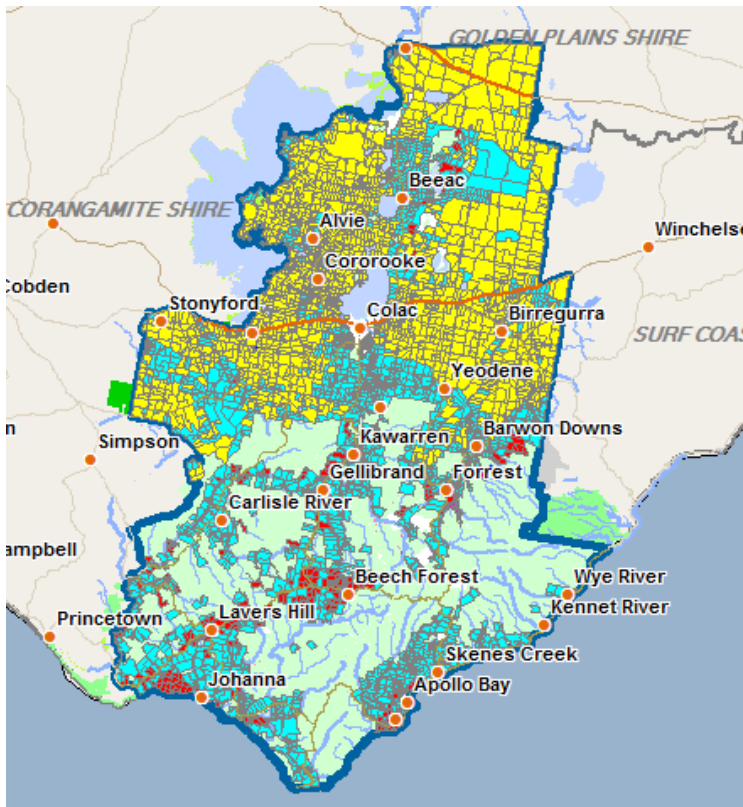 GOLDEN PLAINS SHIRE
Beeac
CORANGAMITE SHIRE
Alvie
Winchelse
Cororooke
Cobden
Stonyford
Colac
Birregurra
SURF COAS
Yeodene
n
Simpson
Kawarren
Barwon Downs
Gellibrand
Forrest
Carlisle River
ampbell
Beech Forest
Wye River
Kennet River
Princetown
Lavers Hill
Skenes Creek
Johanna
Apollo Bay